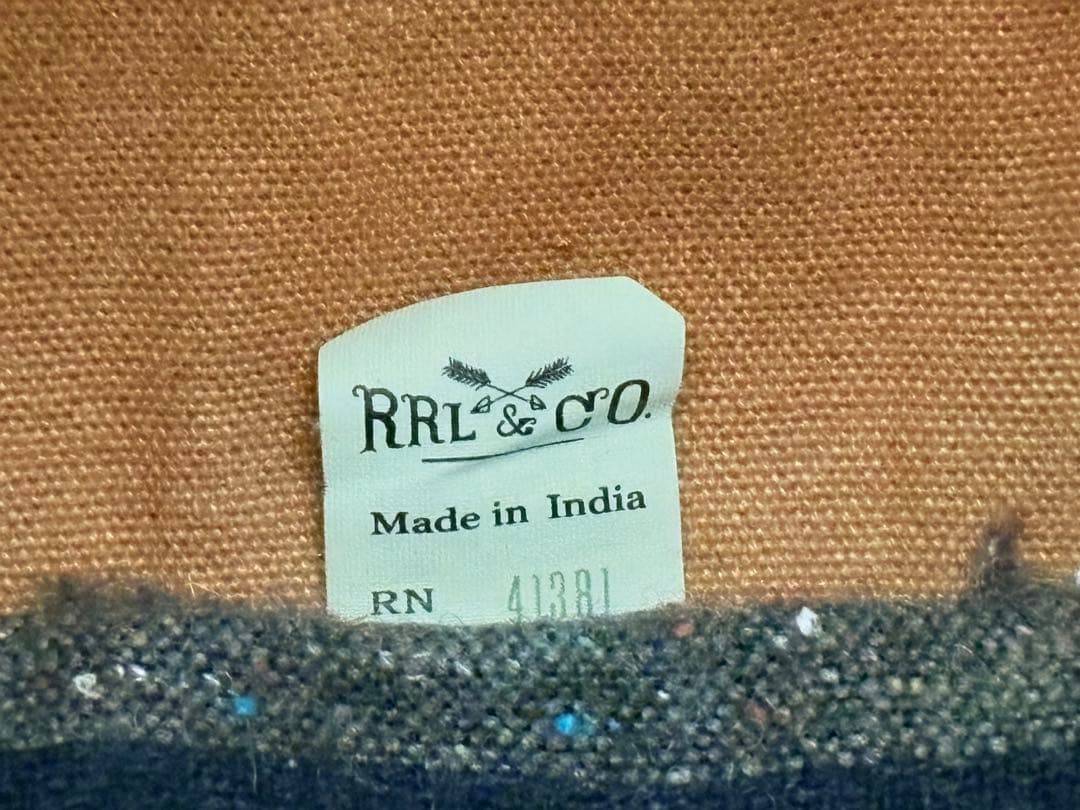 RRL & CO.
Made in India
RN 41381